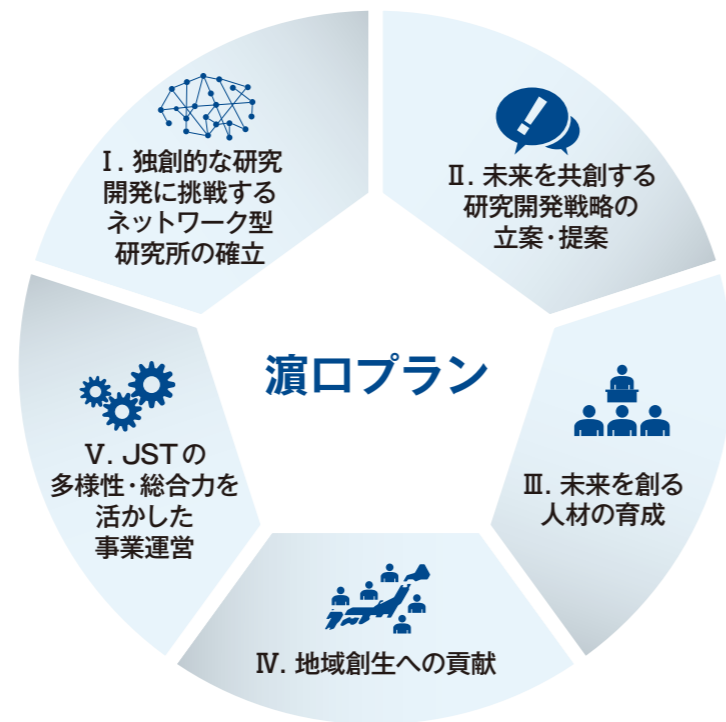 Ⅰ. 独創的な研究
開発に挑戦する
ネットワーク型
研究所の確立
Ⅱ. 未来を共創する
研究開発戦略の
立案・提案
濵口プラン
Ⅲ. 未来を創る
人材の育成
Ⅳ. 地域創生への貢献
Ⅴ. JSTの
多様性・総合力を
活かした
事業運営